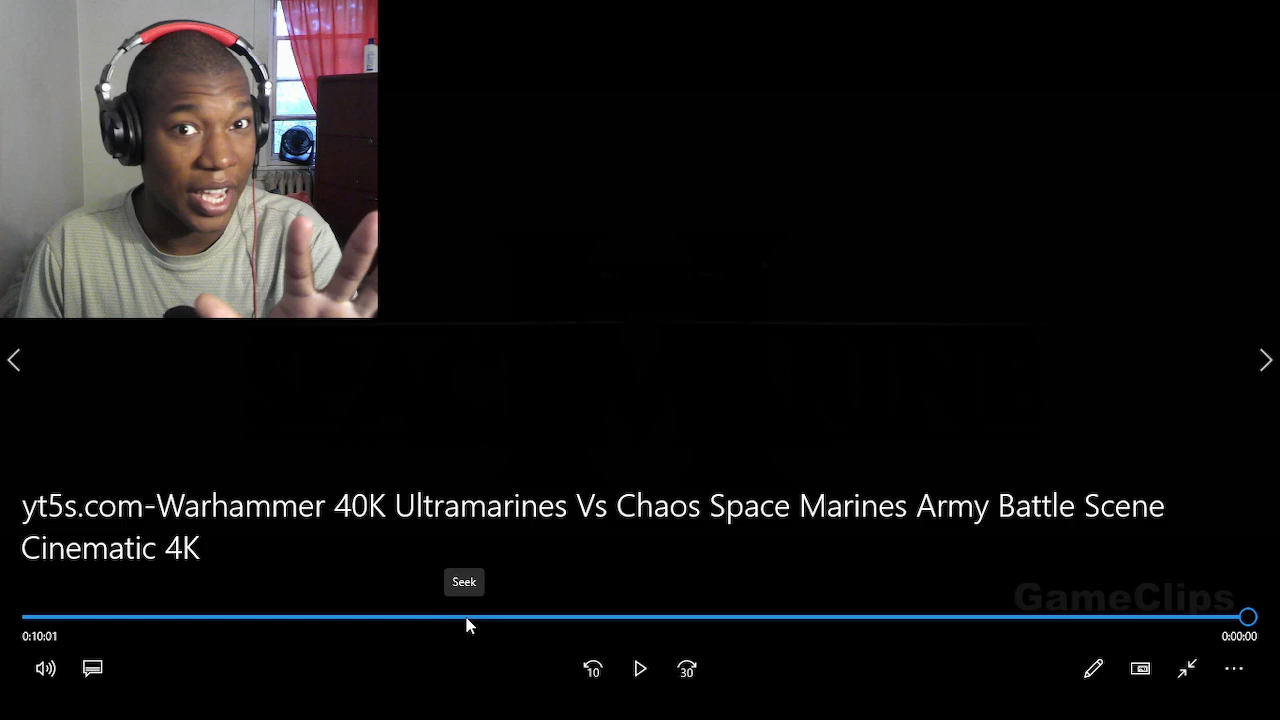 yt5s.com-Warhammer 40K Ultramarines Vs Chaos Space Marines Army Battle Scene
Cinematic 4K
Seek
GameClips
0:10:01
0:00:00
10
30